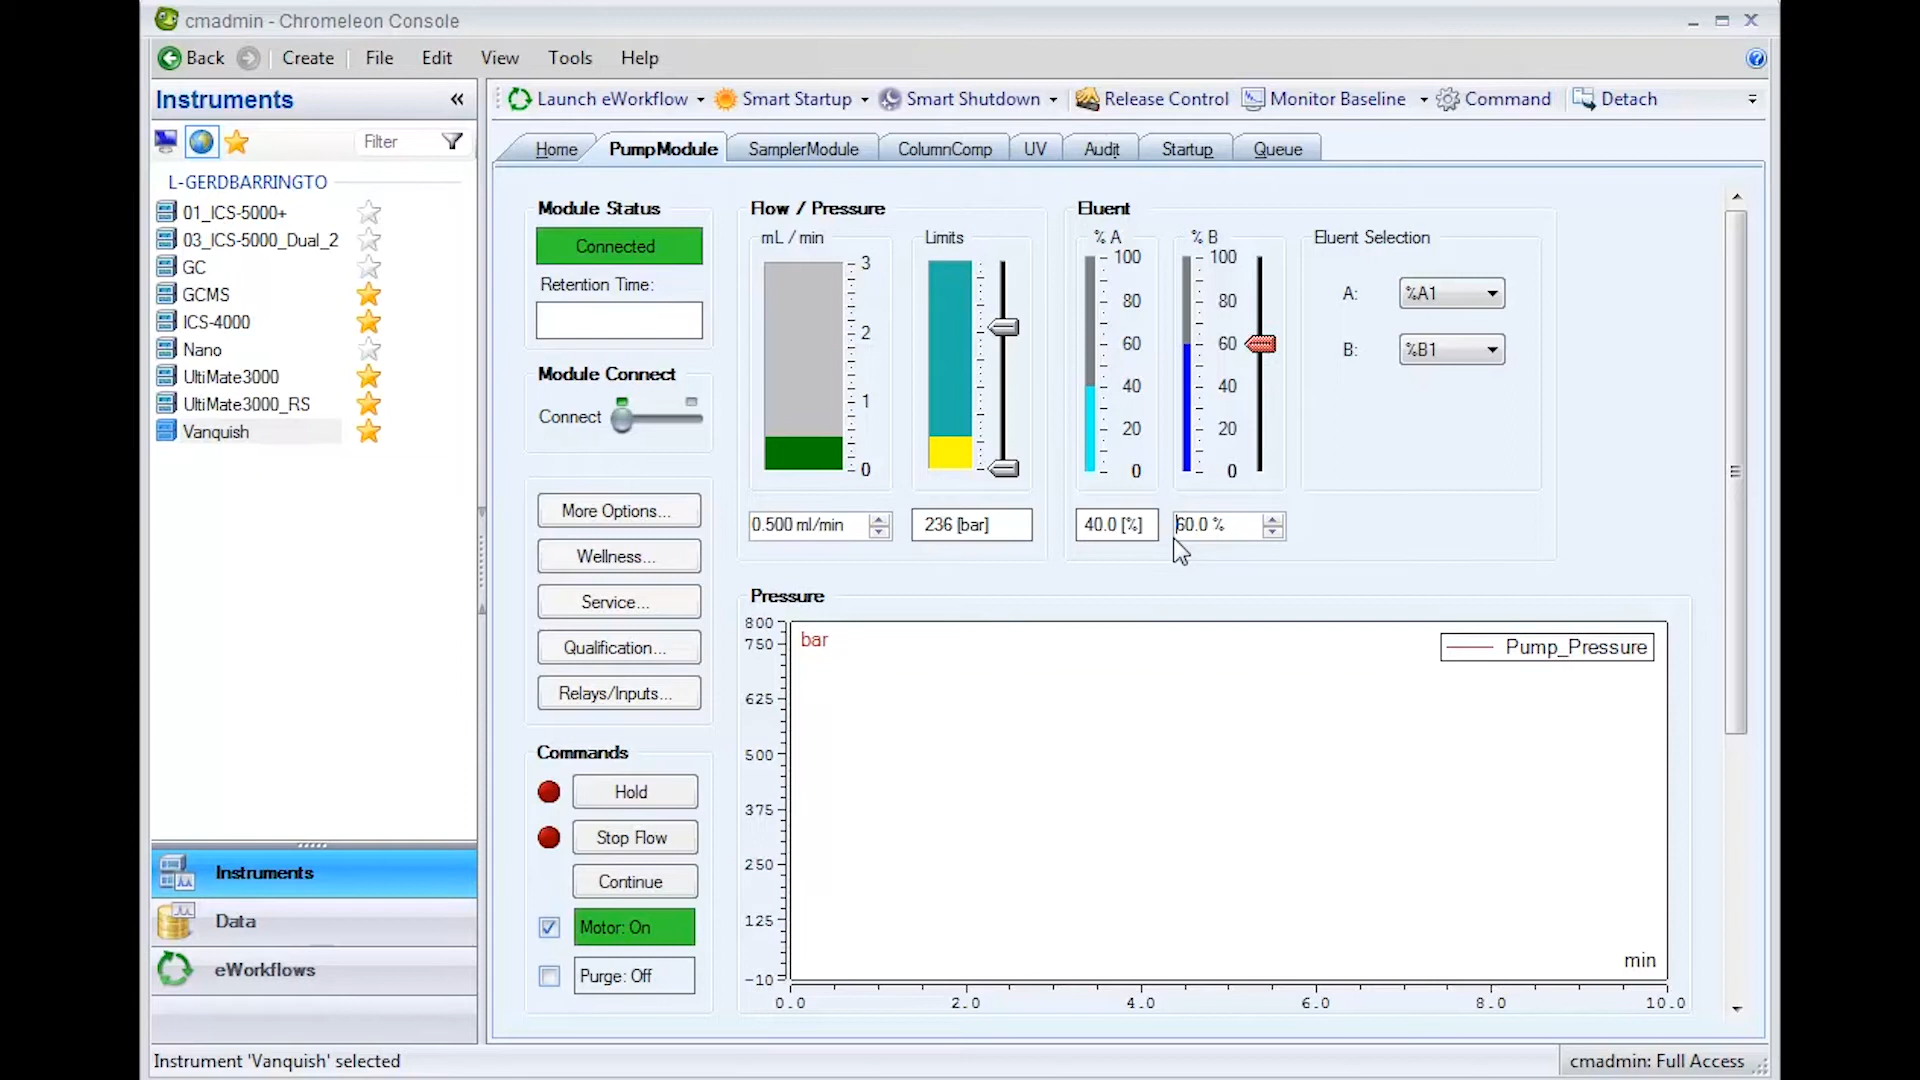 cmadmin - Chromeleon Console
Back Create File Edit View Tools Help
Instruments
Launch eWorkflow Smart Startup Smart Shutdown Release Control Monitor Baseline Command Detach
Filter
Home PumpModule SamplerModule ColumnComp UV Audit Startup Queue
L-GERDBARRINGTO
01_ICS-5000+
03_ICS-5000_Dual_2
GC
GCMS
ICS-4000
Nano
UltiMate3000
UltiMate3000_RS
Vanquish
Instruments
Data
eWorkflows
Module Status
Connected
Retention Time:
Module Connect
Connect
More Options...
Wellness...
Service...
Qualification...
Relays/Inputs...
Commands
Hold
Stop Flow
Continue
Motor: On
Purge: Off
Flow / Pressure
mL / min
3
2
1
0
0.500 ml/min
Limits
236 [bar]
Eluent
% A
100
80
60
40
20
0
40.0 [%]
% B
100
80
60
40
20
0
60.0 %
Eluent Selection
A: %A1
B: %B1
Pressure
800
750
625
500
375
250
125
-10
bar
Pump_Pressure
min
0.0 2.0 4.0 6.0 8.0 10.0
Instrument 'Vanquish' selected
cmadmin: Full Access